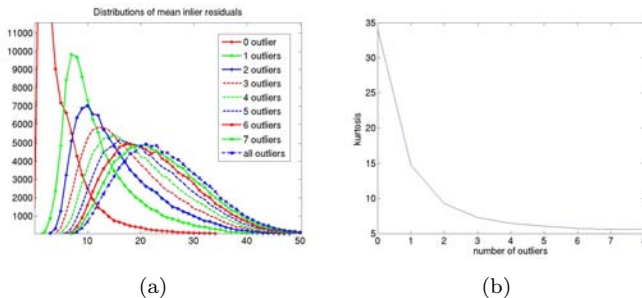 Distributions of mean inlier residuals
11000
10000
9000
8000
7000
6000
5000
4000
3000
2000
1000
10
20
30
40
50
0 outlier
1 outliers
2 outliers
3 outliers
4 outliers
5 outliers
6 outliers
7 outliers
all outliers
(a)
35
30
25
20
15
10
5
kurtosis
0
1
2
3
4
5
6
7
8
number of outliers
(b)